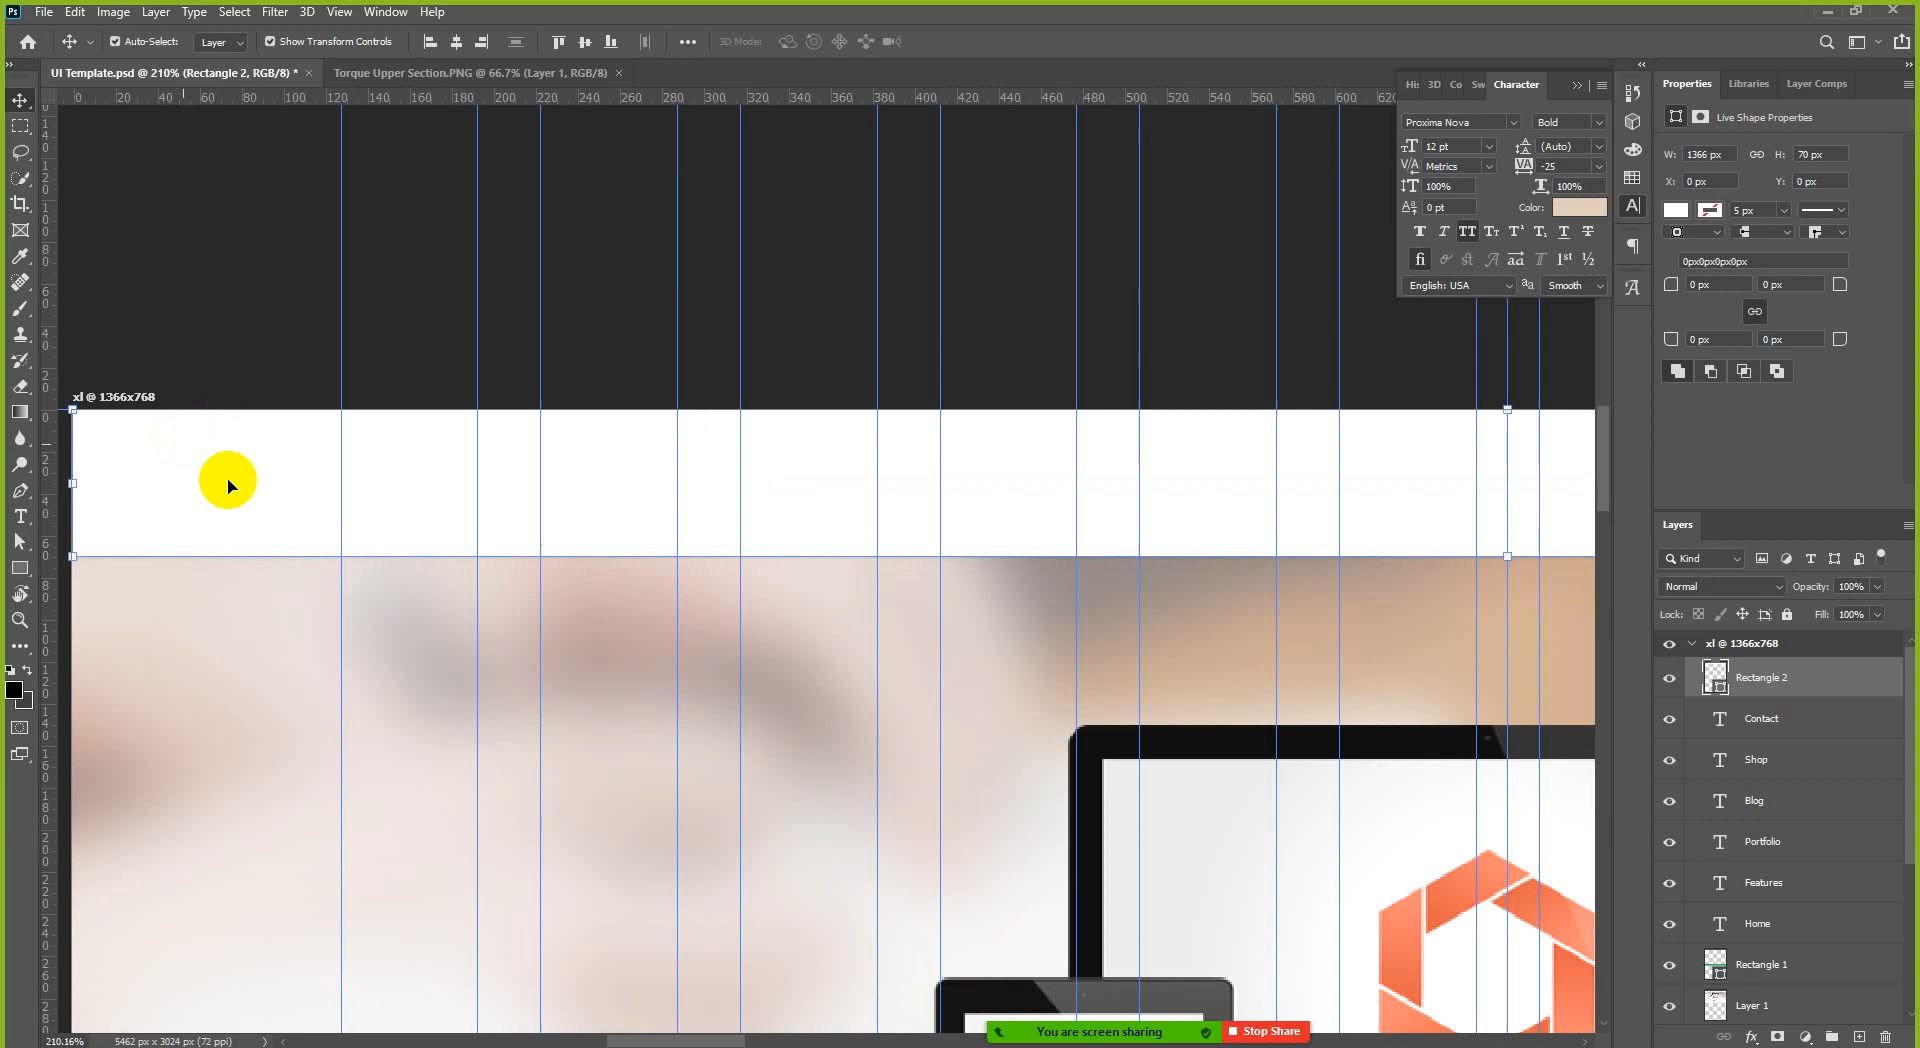 Ps File Edit Image Layer Type Select Filter 3D View Window Help
Auto-Select: Layer Show Transform Controls 3D Mode:
UI Template.psd @ 210% (Rectangle 2, RGB/8) * × Torque Upper Section.PNG @ 66.7% (Layer 1, RGB/8) ×
0 20 40 60 80 100 120 140 160 180 200 220 240 260 280 300 320 340 360 380 400 420 440 460 480 500 520 540 560 580 600 620
His 3D Co Sw Character
Proxima Nova Bold
12 pt (Auto)
Metrics -25
100% 100%
0 pt Color:
English: USA Smooth
Properties Libraries Layer Comps
Live Shape Properties
W: 1366 px H: 70 px
X: 0 px Y: 0 px
5 px
0px0px0px0px
0 px 0 px
0 px 0 px
xl @ 1366x768
Layers
Kind
Normal Opacity: 100%
Lock: Fill: 100%
xl @ 1366x768
Rectangle 2
Contact
Shop
Blog
Portfolio
Features
Home
Rectangle 1
Layer 1
You are screen sharing Stop Share
210.16% 5462 px x 3024 px (72 ppi)